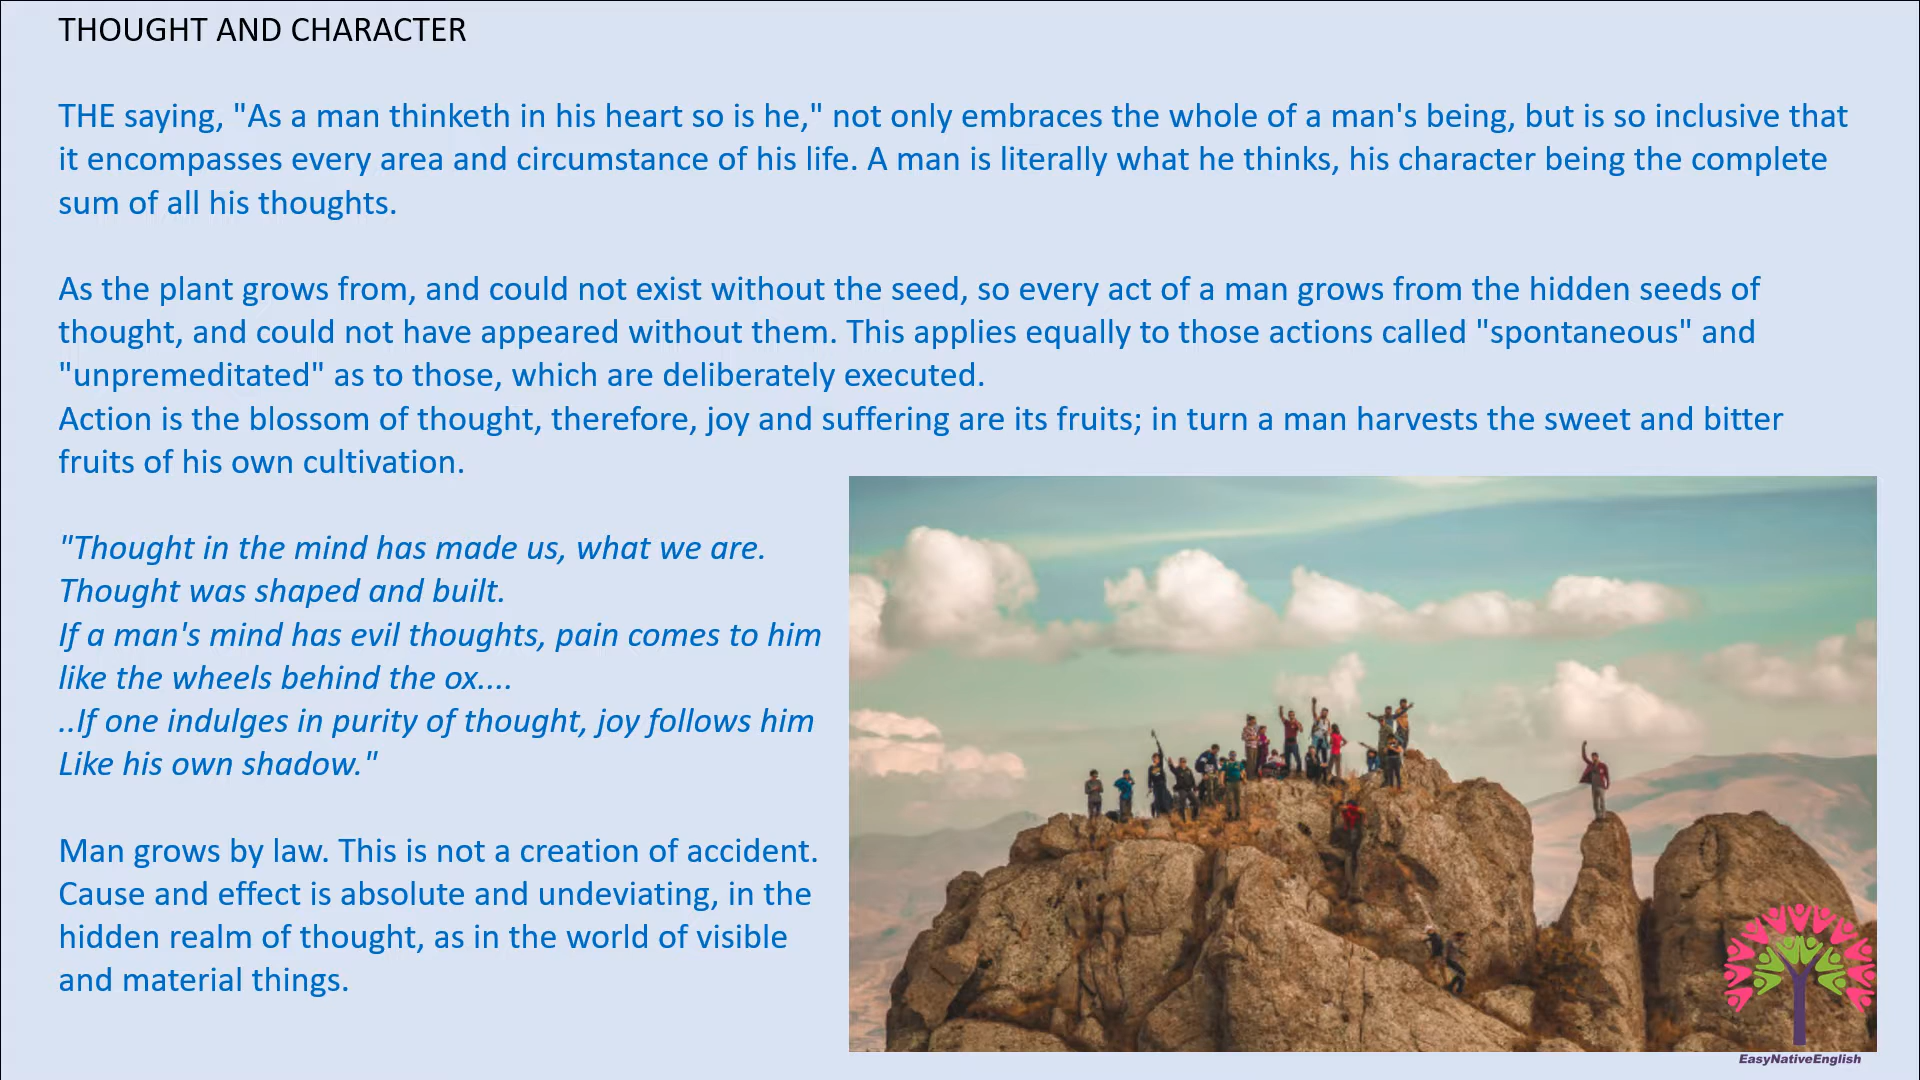 THOUGHT AND CHARACTER
THE saying, "As a man thinketh in his heart so is he," not only embraces the whole of a man's being, but is so inclusive that
it encompasses every area and circumstance of his life. A man is literally what he thinks, his character being the complete
sum of all his thoughts.
As the plant grows from, and could not exist without the seed, so every act of a man grows from the hidden seeds of
thought, and could not have appeared without them. This applies equally to those actions called "spontaneous" and
"unpremeditated" as to those, which are deliberately executed.
Action is the blossom of thought, therefore, joy and suffering are its fruits; in turn a man harvests the sweet and bitter
fruits of his own cultivation.
"Thought in the mind has made us, what we are.
Thought was shaped and built.
If a man's mind has evil thoughts, pain comes to him
like the wheels behind the ox....
..If one indulges in purity of thought, joy follows him
Like his own shadow."
Man grows by law. This is not a creation of accident.
Cause and effect is absolute and undeviating, in the
hidden realm of thought, as in the world of visible
and material things.
EasyNativeEnglish